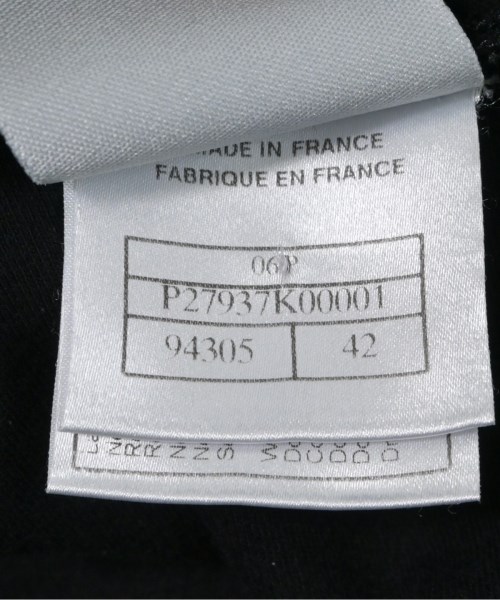 MADE IN FRANCE
FABRIQUE EN FRANCE
06P
P27937K00001
94305 42